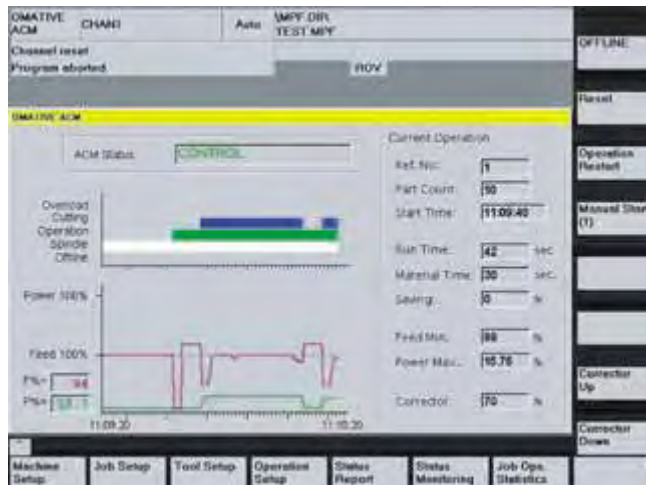 OMATIVE ACM
CHAN1
Auto
\MPF.DIR
TEST.MPF
Channel reset
Program aborted
ROV
OMATIVE ACM
ACM Status:
CONTROL
Overload
Cutting
Operation
Spindle
Offline
Power 100%
Feed 100%
F%=
P%=
11:09:20
11:10:20
Current Operation
Ref. No:
1
Part Count:
10
Start Time:
11:09:40
Run Time:
42
sec.
Material Time:
30
sec.
Saving:
0
%
Feed Min.:
%
Power Max.:
%
Corrector:
70
%
OFFLINE
Reset
Operation Restart
Manual Start (1)
Corrector Up
Corrector Down
Machine Setup
Job Setup
Tool Setup
Operation Setup
Status Report
Status Monitoring
Job Ops. Statistics